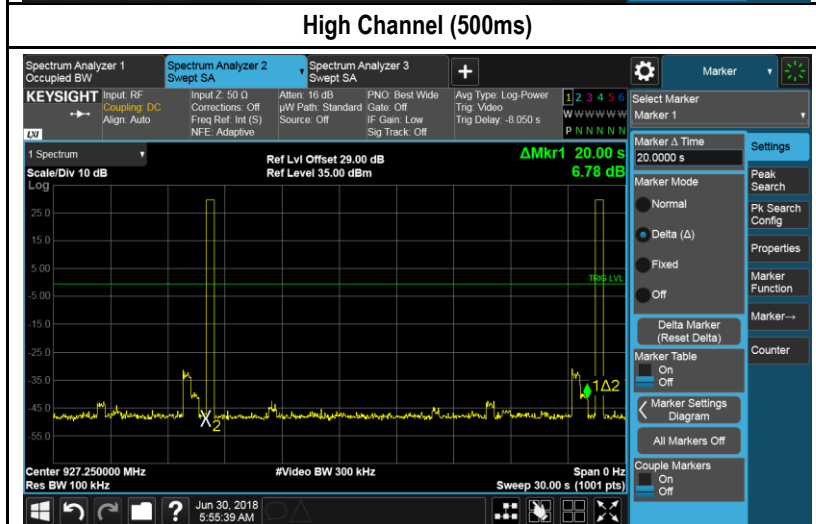 High Channel (500ms)
Spectrum Analyzer 1
Occupied BW
Spectrum Analyzer 2
Swept SA
Spectrum Analyzer 3
Swept SA
+
Marker
KEYSIGHT
LXI
Input: RF
Coupling: DC
Align: Auto
Input Z: 50 Ω
Corrections: Off
Freq Ref: Int (S)
NFE: Adaptive
Atten: 16 dB
µW Path: Standard
Source: Off
PNO: Best Wide
Gate: Off
IF Gain: Low
Sig Track: Off
Avg Type: Log-Power
Trig: Video
Trig Delay: -8.050 s
1 2 3 4 5 6
W W W W W W
P N N N N N
Select Marker
Marker 1
1 Spectrum
Scale/Div 10 dB
Log
Ref Lvl Offset 29.00 dB
Ref Level 35.00 dBm
ΔMkr1 20.00 s
6.78 dB
25.0
15.0
5.00
-5.00
-15.0
-25.0
-35.0
-45.0
-55.0
TRIG LVL
1Δ2
X2
Center 927.250000 MHz
Res BW 100 kHz
#Video BW 300 kHz
Span 0 Hz
Sweep 30.00 s (1001 pts)
Marker Δ Time
20.0000 s
Marker Mode
Normal
Delta (Δ)
Fixed
Off
Delta Marker
(Reset Delta)
Marker Table
On
Off
Marker Settings
Diagram
All Markers Off
Couple Markers
On
Off
Settings
Peak
Search
Pk Search
Config
Properties
Marker
Function
Marker→
Counter
?
Jun 30, 2018
5:55:39 AM